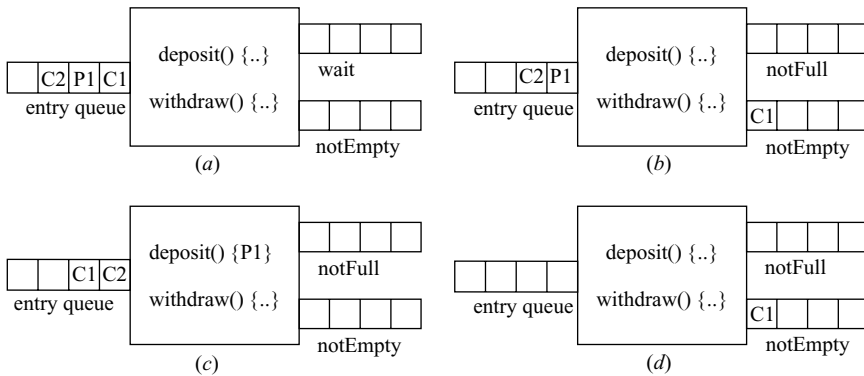 deposit() {..}
wait
C2 P1 C1
withdraw() {..}
entry queue
notEmpty
(a)
deposit() {..}
notFull
C2 P1
withdraw() {..}
C1
entry queue
notEmpty
(b)
deposit() {P1}
notFull
C1 C2
withdraw() {..}
entry queue
notEmpty
(c)
deposit() {..}
notFull
withdraw() {..}
C1
entry queue
notEmpty
(d)